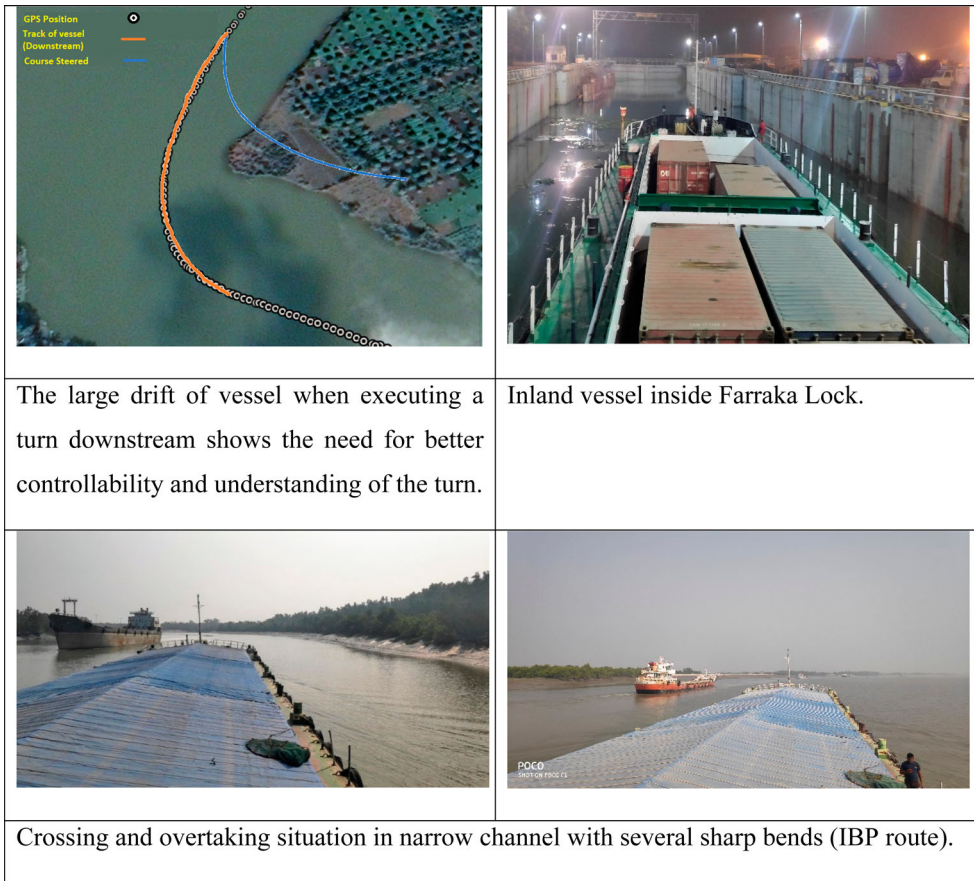 GPS Position
Track of vessel
(Downstream)
Course Steered
The large drift of vessel when executing a
turn downstream shows the need for better
controllability and understanding of the turn.
Inland vessel inside Farraka Lock.
POCO
SHOT ON POCO C1
Crossing and overtaking situation in narrow channel with several sharp bends (IBP route).